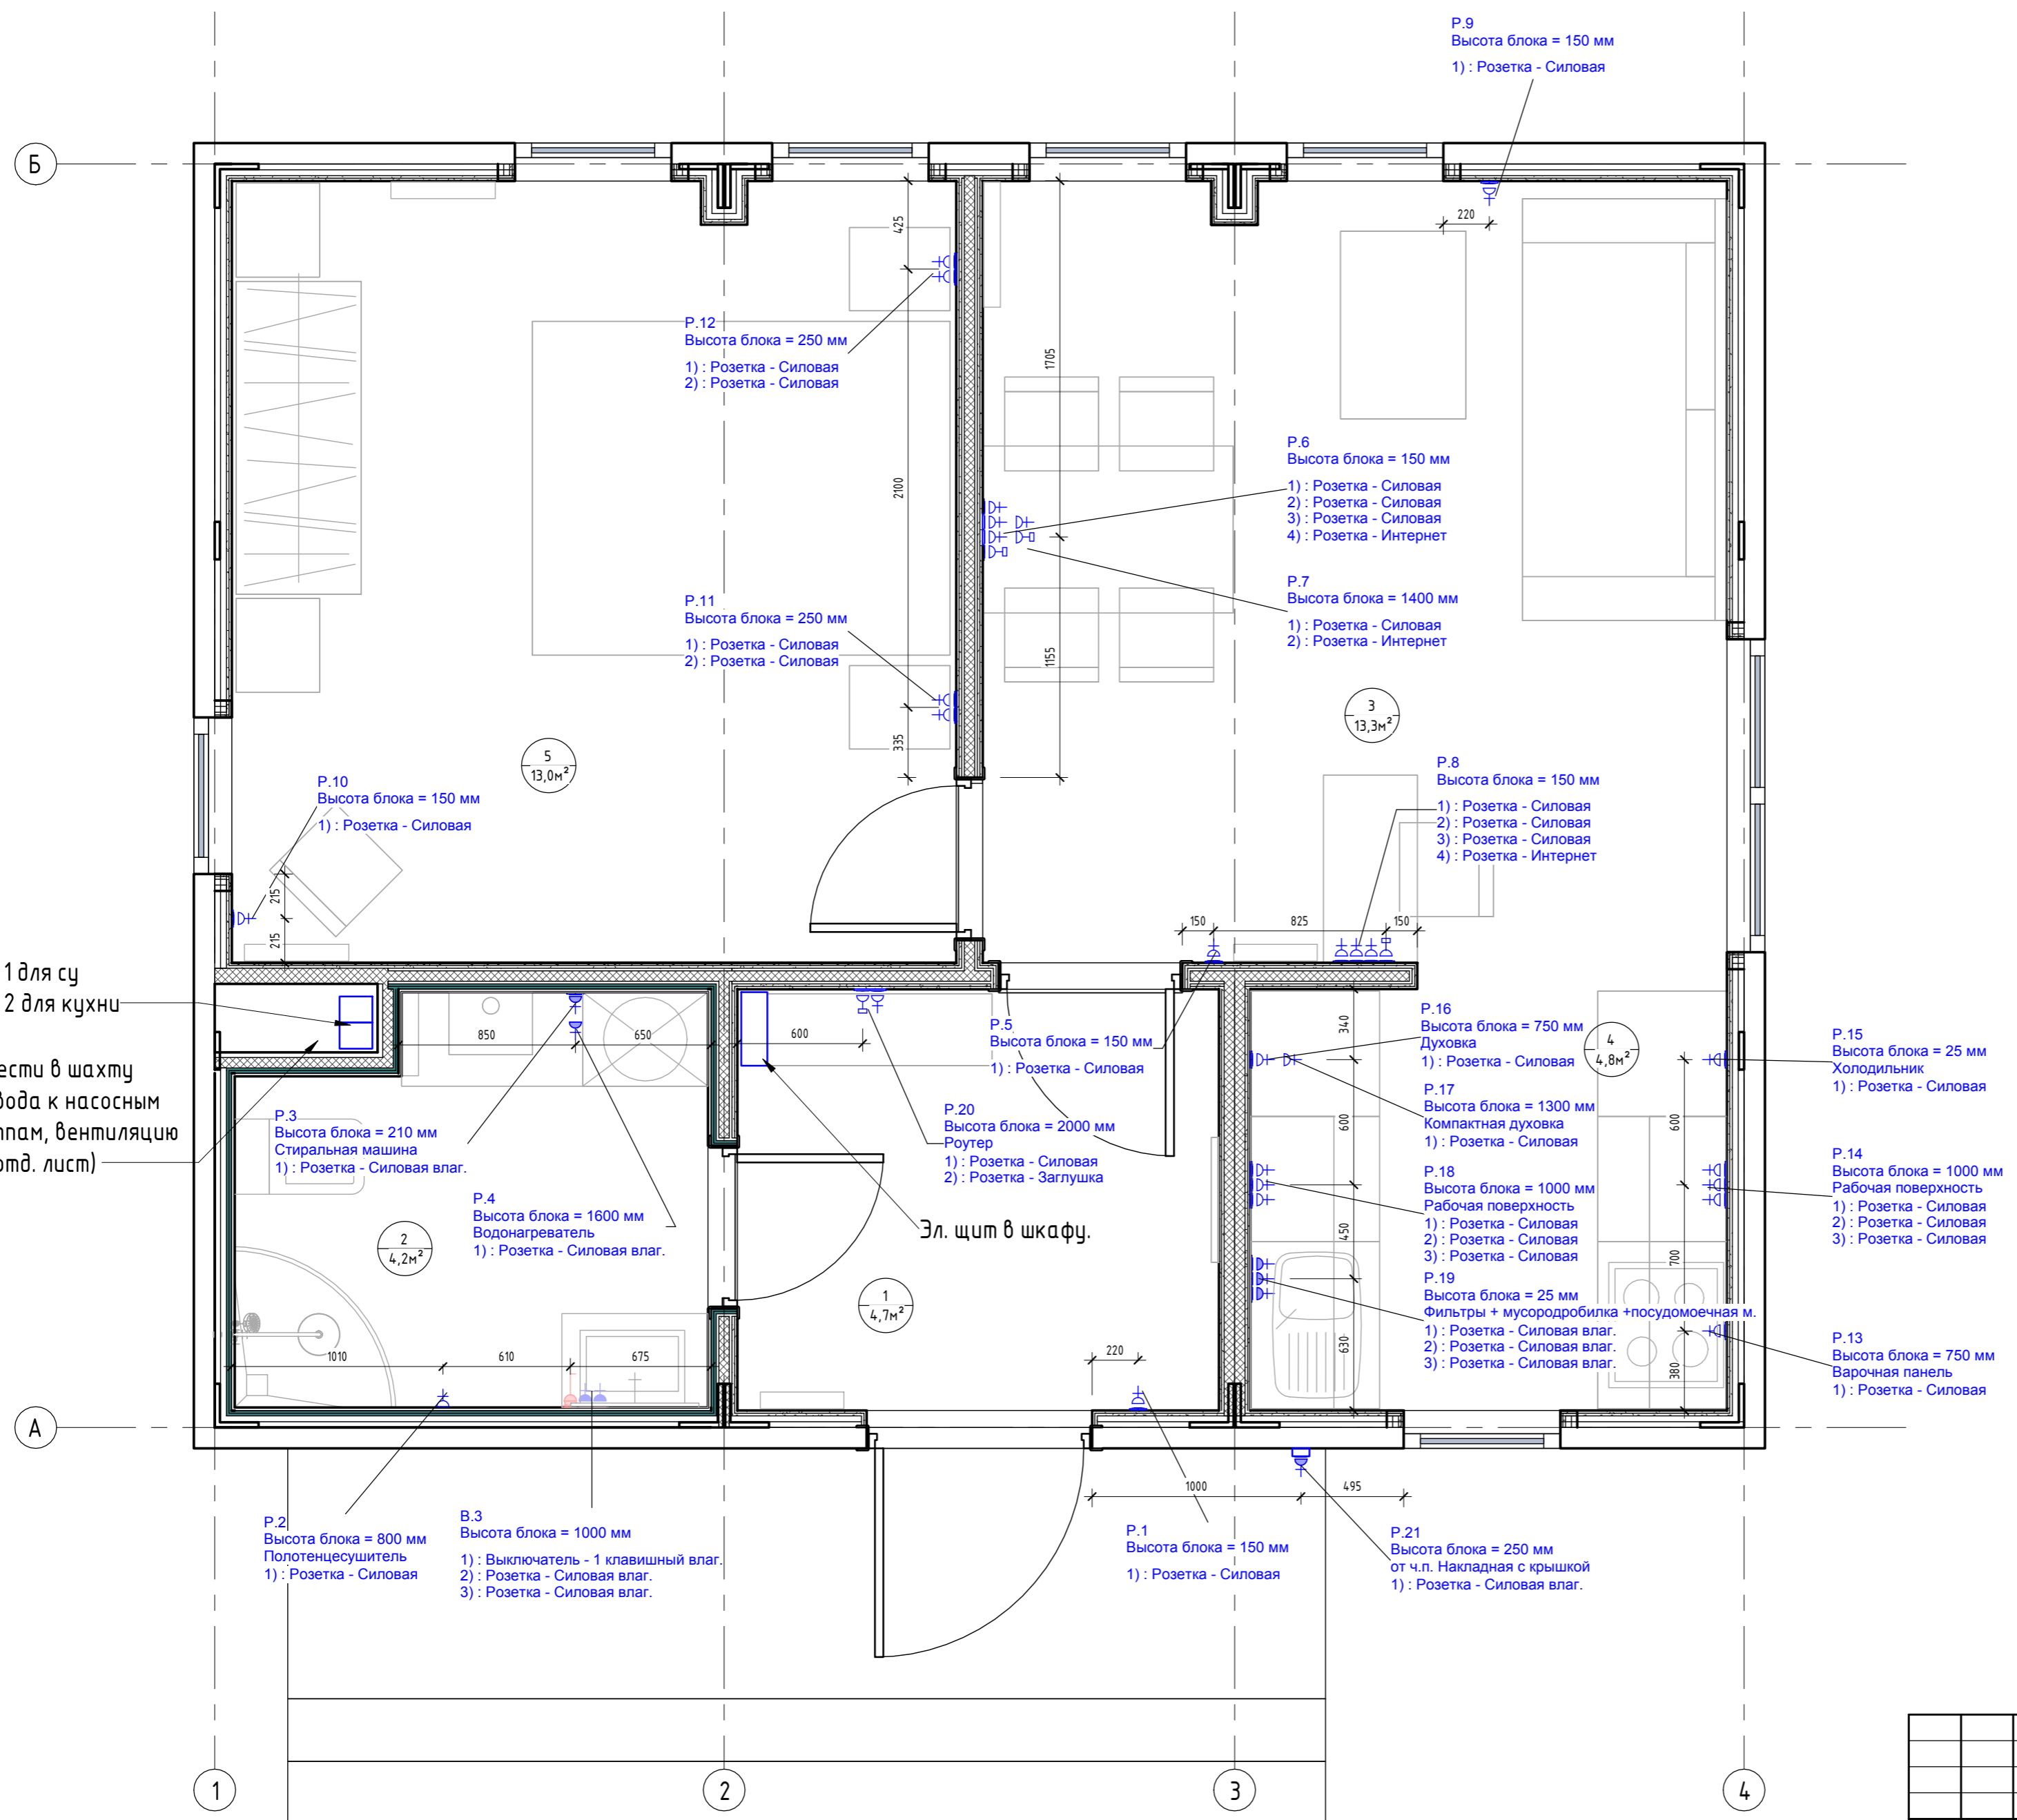 Р.9
Высота блока = 150 мм
1) : Розетка - Силовая
Б
220
425
Р.12
Высота блока = 250 мм
1) : Розетка - Силовая
2) : Розетка - Силовая
1705
2100
Р.6
Высота блока = 150 мм
1) : Розетка - Силовая
2) : Розетка - Силовая
3) : Розетка - Силовая
4) : Розетка - Интернет
Р.7
Высота блока = 1400 мм
1) : Розетка - Силовая
2) : Розетка - Интернет
Р.11
Высота блока = 250 мм
1) : Розетка - Силовая
2) : Розетка - Силовая
1155
335
3
13,3м²
5
13,0м²
Р.10
Высота блока = 150 мм
1) : Розетка - Силовая
215
215
Р.8
Высота блока = 150 мм
1) : Розетка - Силовая
2) : Розетка - Силовая
3) : Розетка - Силовая
4) : Розетка - Интернет
150
825
150
1 для су
2 для кухни
ести в шахту
вода к насосным
ппам, вентиляцию
отд. лист)
850
650
600
Р.5
Высота блока = 150 мм
1) : Розетка - Силовая
Р.3
Высота блока = 210 мм
Стиральная машина
1) : Розетка - Силовая влаг.
Р.4
Высота блока = 1600 мм
Водонагреватель
1) : Розетка - Силовая влаг.
Р.20
Высота блока = 2000 мм
Роутер
1) : Розетка - Силовая
2) : Розетка - Заглушка
Эл. щит в шкафу.
2
4,2м²
1
4,7м²
340
600
450
630
Р.16
Высота блока = 750 мм
Духовка
1) : Розетка - Силовая
4
4,8м²
Р.17
Высота блока = 1300 мм
Компактная духовка
1) : Розетка - Силовая
Р.18
Высота блока = 1000 мм
Рабочая поверхность
1) : Розетка - Силовая
2) : Розетка - Силовая
3) : Розетка - Силовая
Р.19
Высота блока = 25 мм
Фильтры + мусородробилка +посудомоечная м.
1) : Розетка - Силовая влаг.
2) : Розетка - Силовая влаг.
3) : Розетка - Силовая влаг.
600
700
380
Р.15
Высота блока = 25 мм
Холодильник
1) : Розетка - Силовая
Р.14
Высота блока = 1000 мм
Рабочая поверхность
1) : Розетка - Силовая
2) : Розетка - Силовая
3) : Розетка - Силовая
Р.13
Высота блока = 750 мм
Варочная панель
1) : Розетка - Силовая
1010
610
675
220
А
1000
495
Р.2
Высота блока = 800 мм
Полотенцесушитель
1) : Розетка - Силовая
В.3
Высота блока = 1000 мм
1) : Выключатель - 1 клавишный влаг.
2) : Розетка - Силовая влаг.
3) : Розетка - Силовая влаг.
Р.1
Высота блока = 150 мм
1) : Розетка - Силовая
Р.21
Высота блока = 250 мм
от ч.п. Накладная с крышкой
1) : Розетка - Силовая влаг.
1
2
3
4